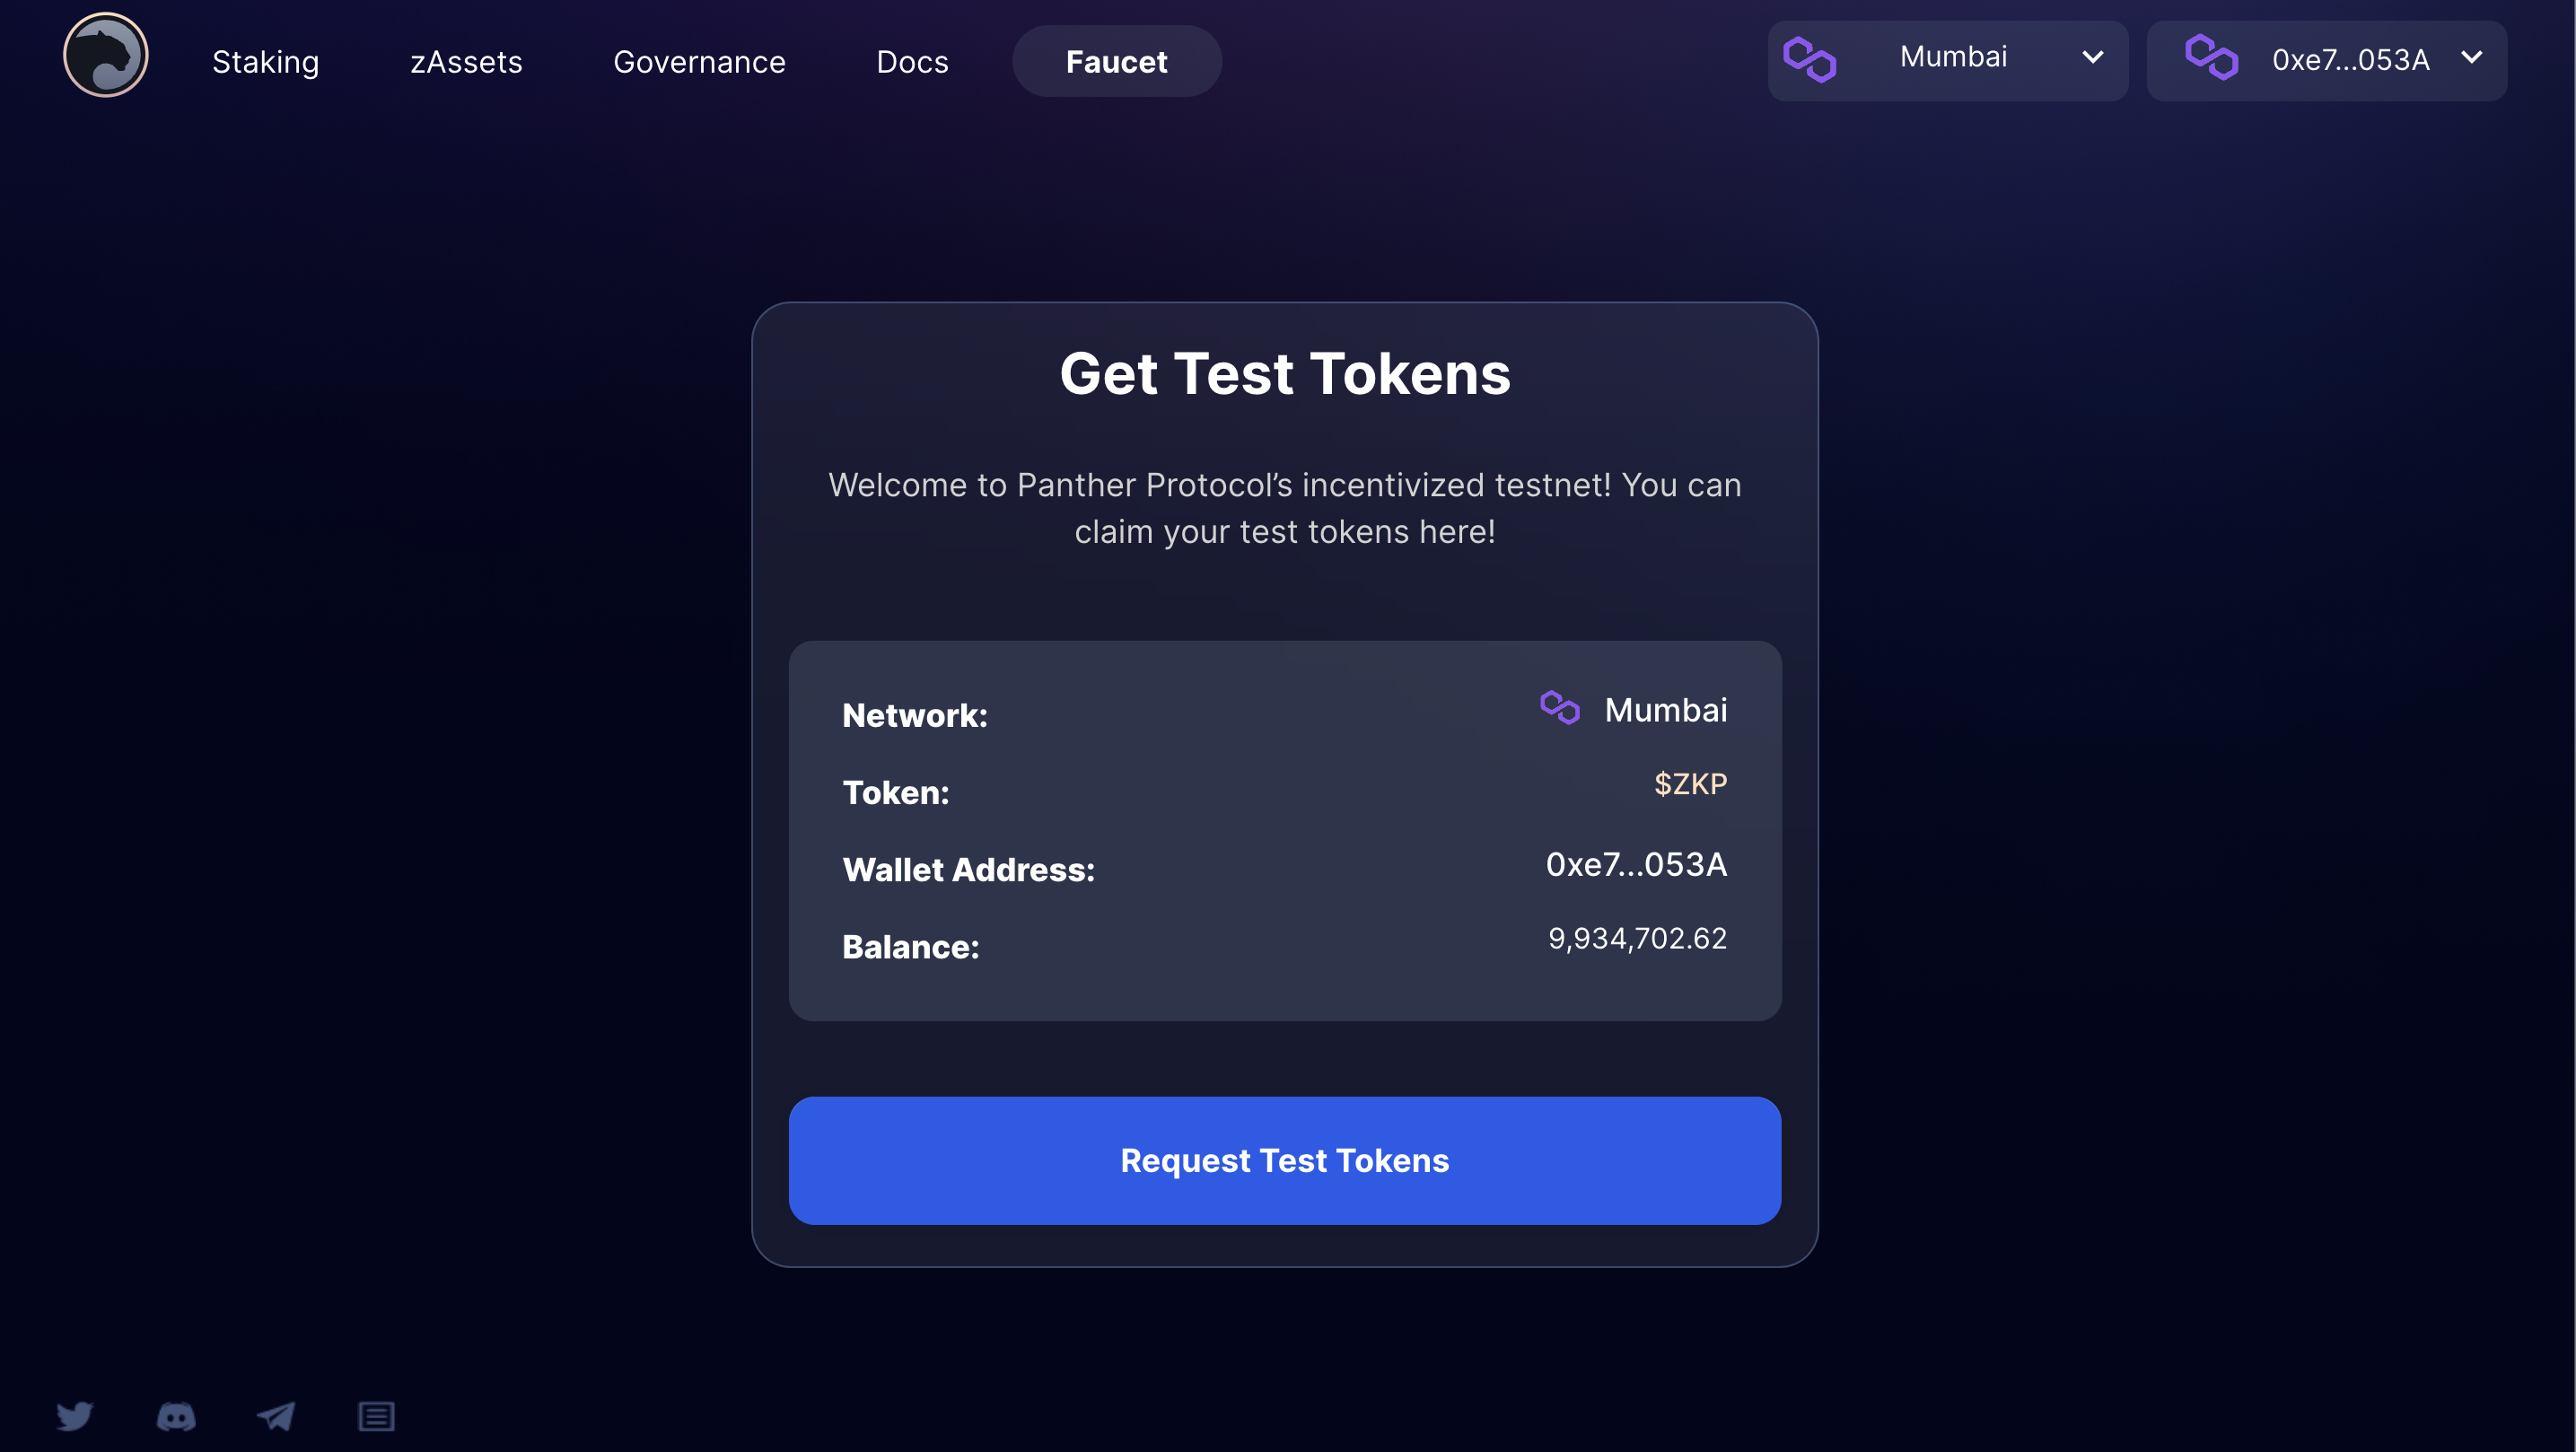 Staking zAssets Governance Docs Faucet Mumbai 0xe7...053A
Get Test Tokens
Welcome to Panther Protocol’s incentivized testnet! You can
claim your test tokens here!
Network: Mumbai
Token: $ZKP
Wallet Address: 0xe7...053A
Balance: 9,934,702.62
Request Test Tokens